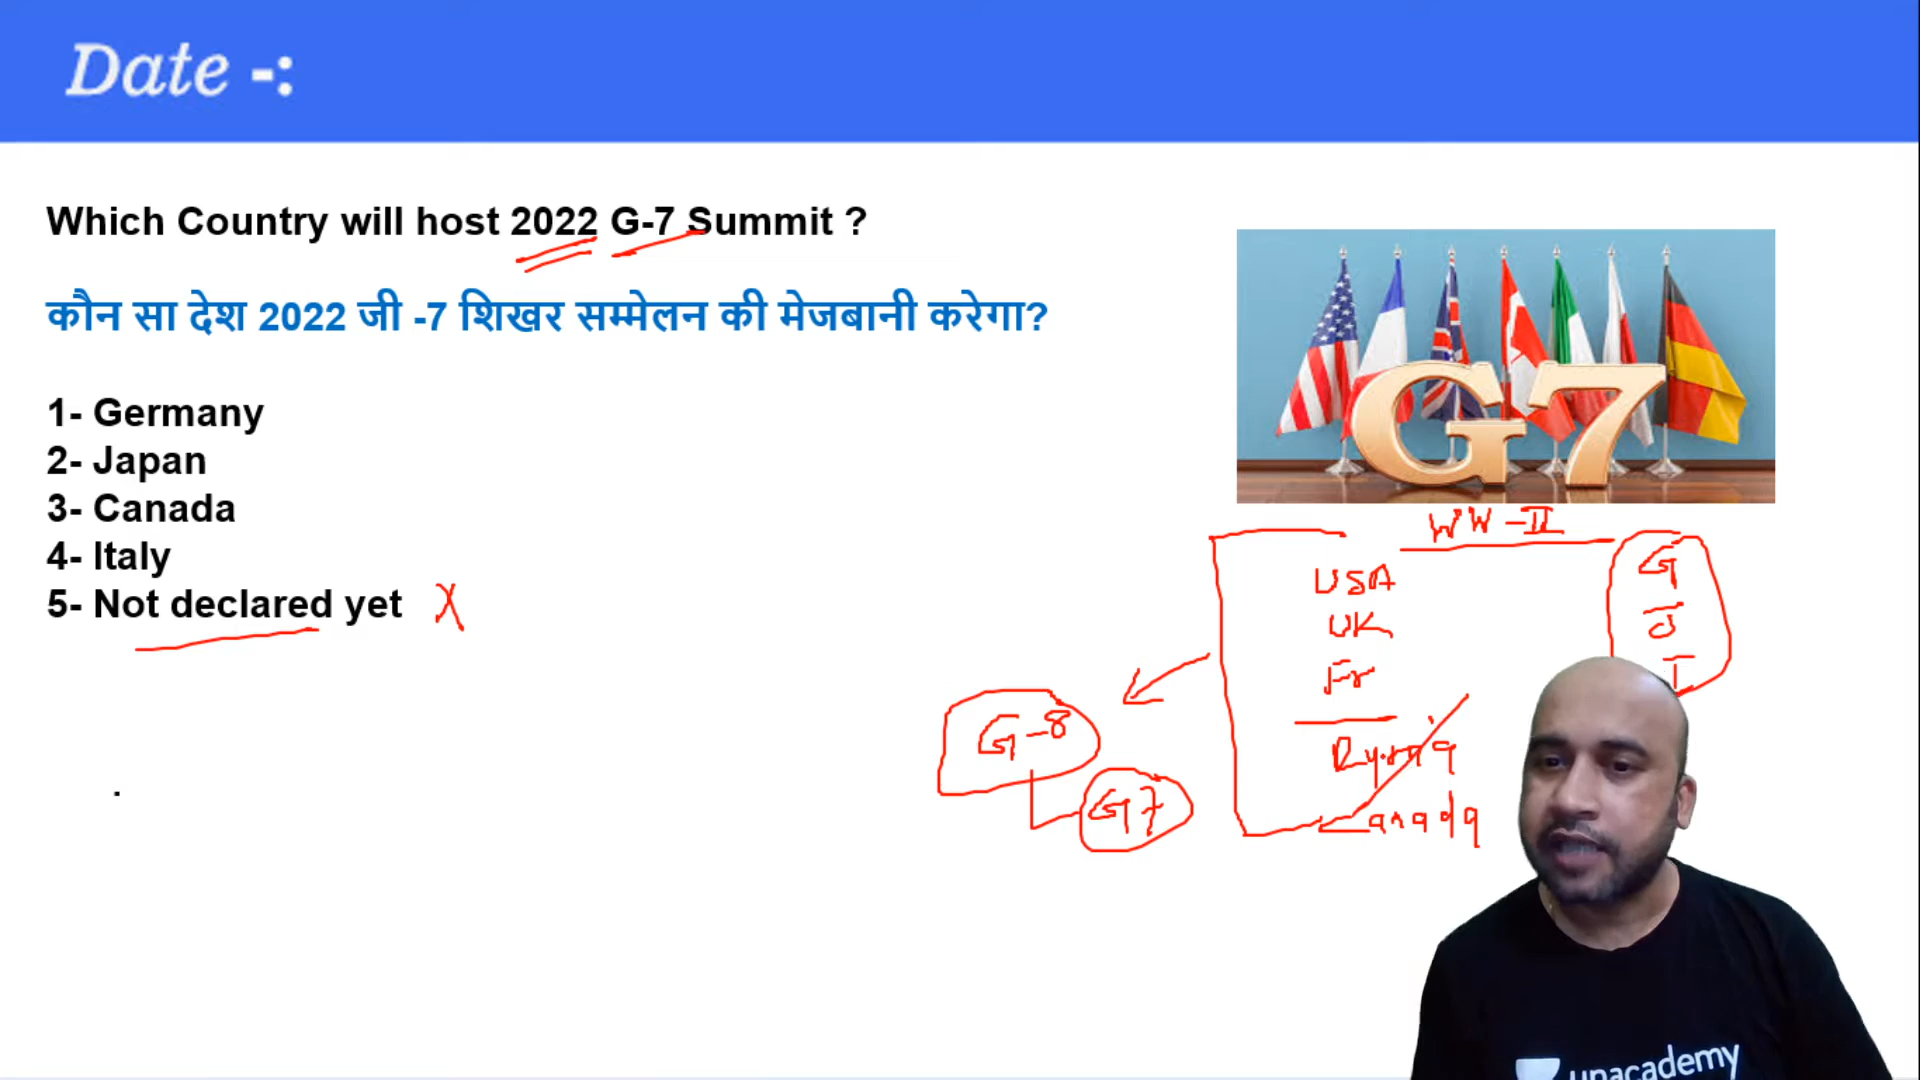 Date -:
Which Country will host 2022 G-7 Summit ?
कौन सा देश 2022 जी -7 शिखर सम्मेलन की मेजबानी करेगा?
1- Germany
2- Japan
3- Canada
4- Italy
5- Not declared yet X
G7
WW-II
USA
UK
Fr
G
J
I
G-8
G7
anada
unacademy